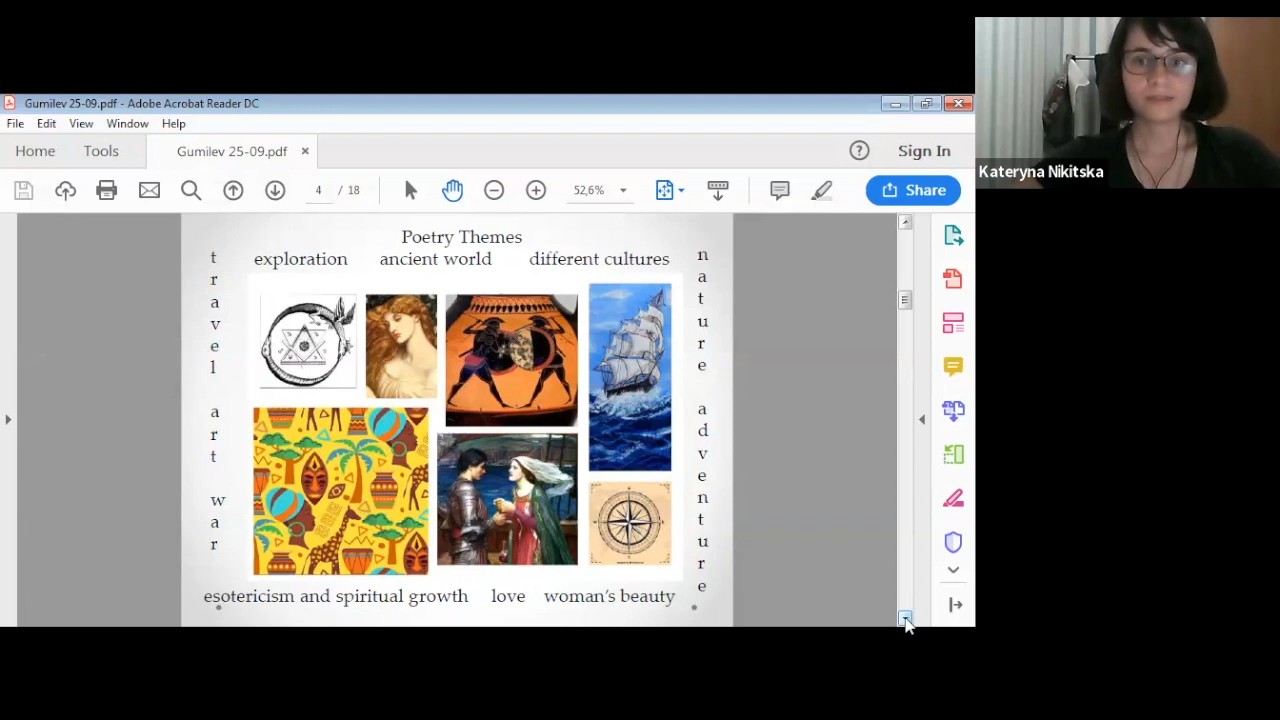 Gumilev 25-09.pdf - Adobe Acrobat Reader DC
File Edit View Window Help
Home Tools Gumilev 25-09.pdf × Sign In
4 / 18 52,6% Share
Poetry Themes
exploration ancient world different cultures
travel art war
nature adventure
esotericism and spiritual growth love woman's beauty
Kateryna Nikitska